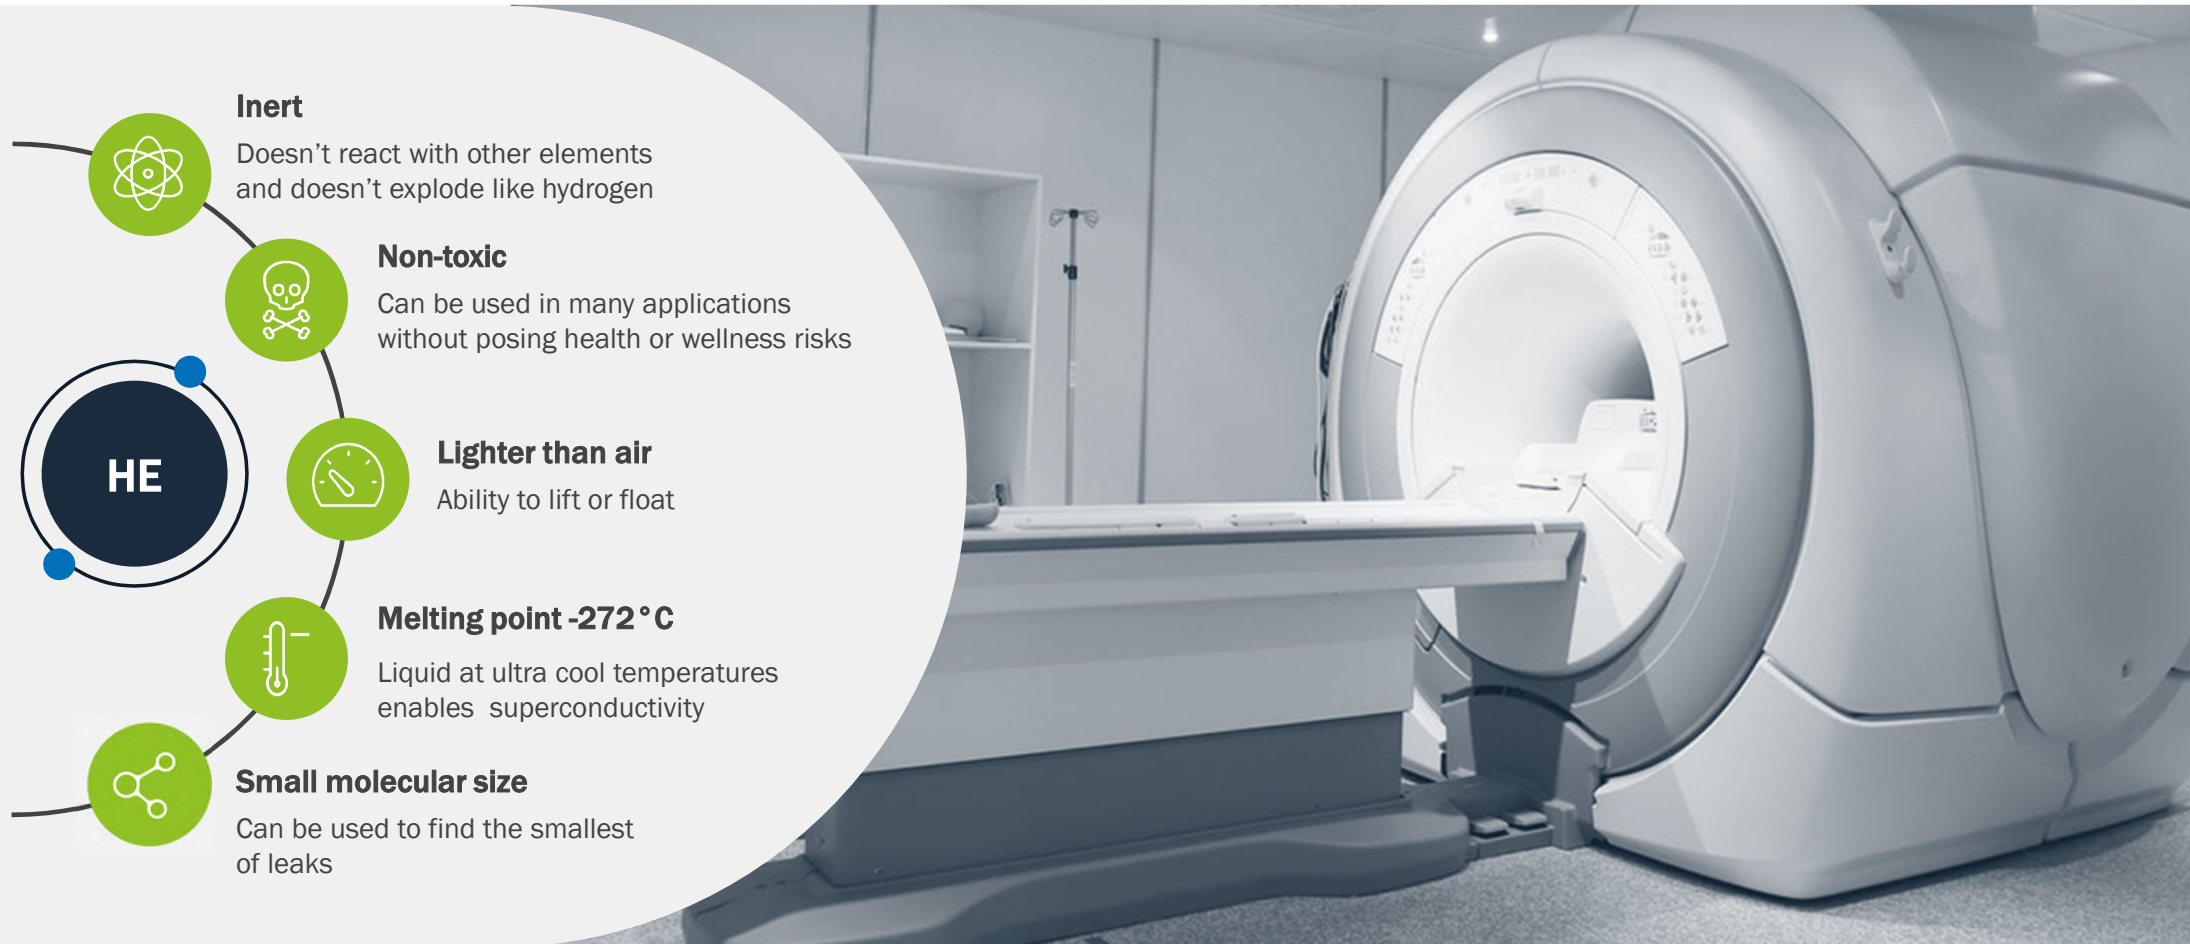 Inert
Doesn’t react with other elements
and doesn’t explode like hydrogen
Non-toxic
Can be used in many applications
without posing health or wellness risks
HE
Lighter than air
Ability to lift or float
Melting point -272°C
Liquid at ultra cool temperatures
enables  superconductivity
Small molecular size
Can be used to find the smallest
of leaks